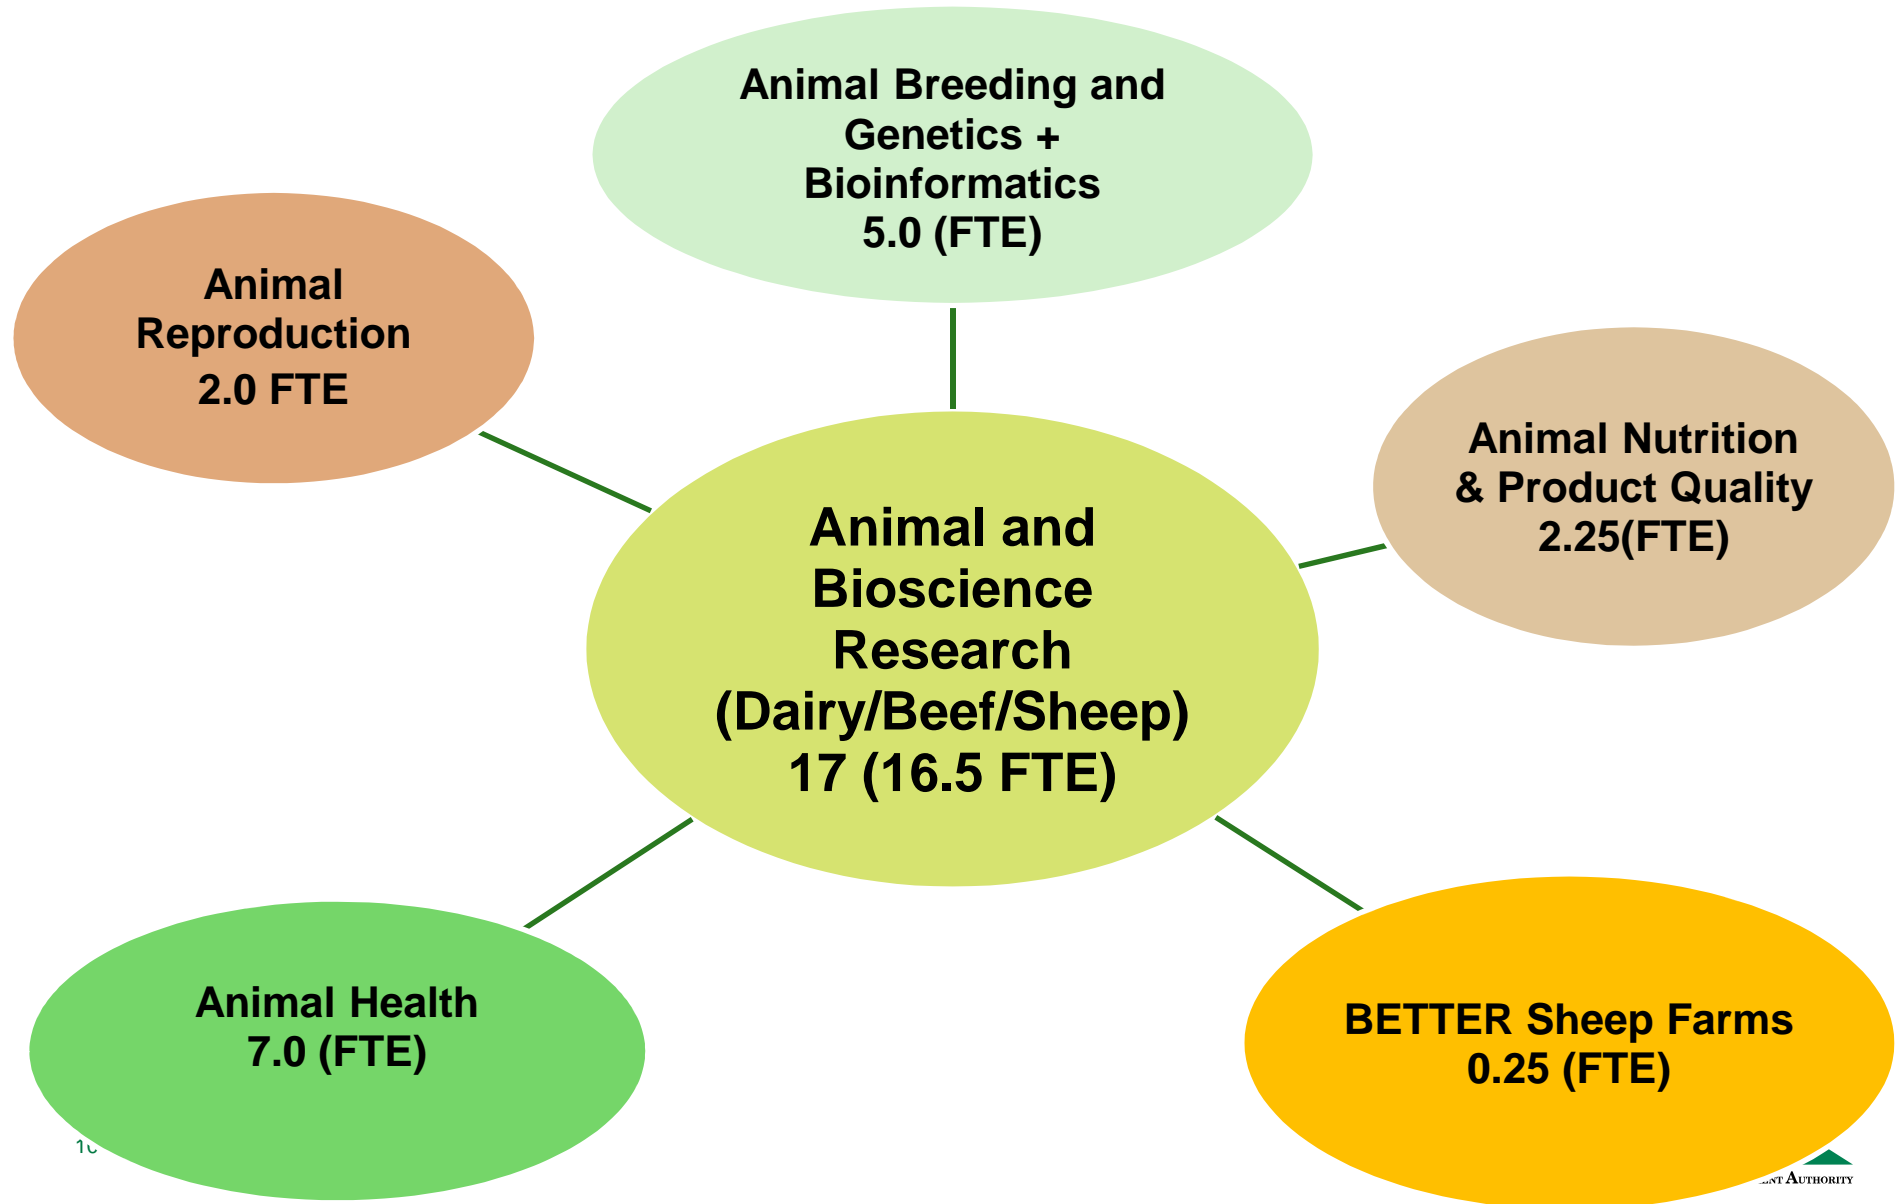 Animal Breeding and
Genetics +
Bioinformatics
5.0 (FTE)
Animal
Reproduction
2.0 FTE
Animal Nutrition
& Product Quality
2.25(FTE)
Animal and
Bioscience
Research
(Dairy/Beef/Sheep)
17 (16.5 FTE)
Animal Health
7.0 (FTE)
BETTER Sheep Farms
0.25 (FTE)
AUTHORITY